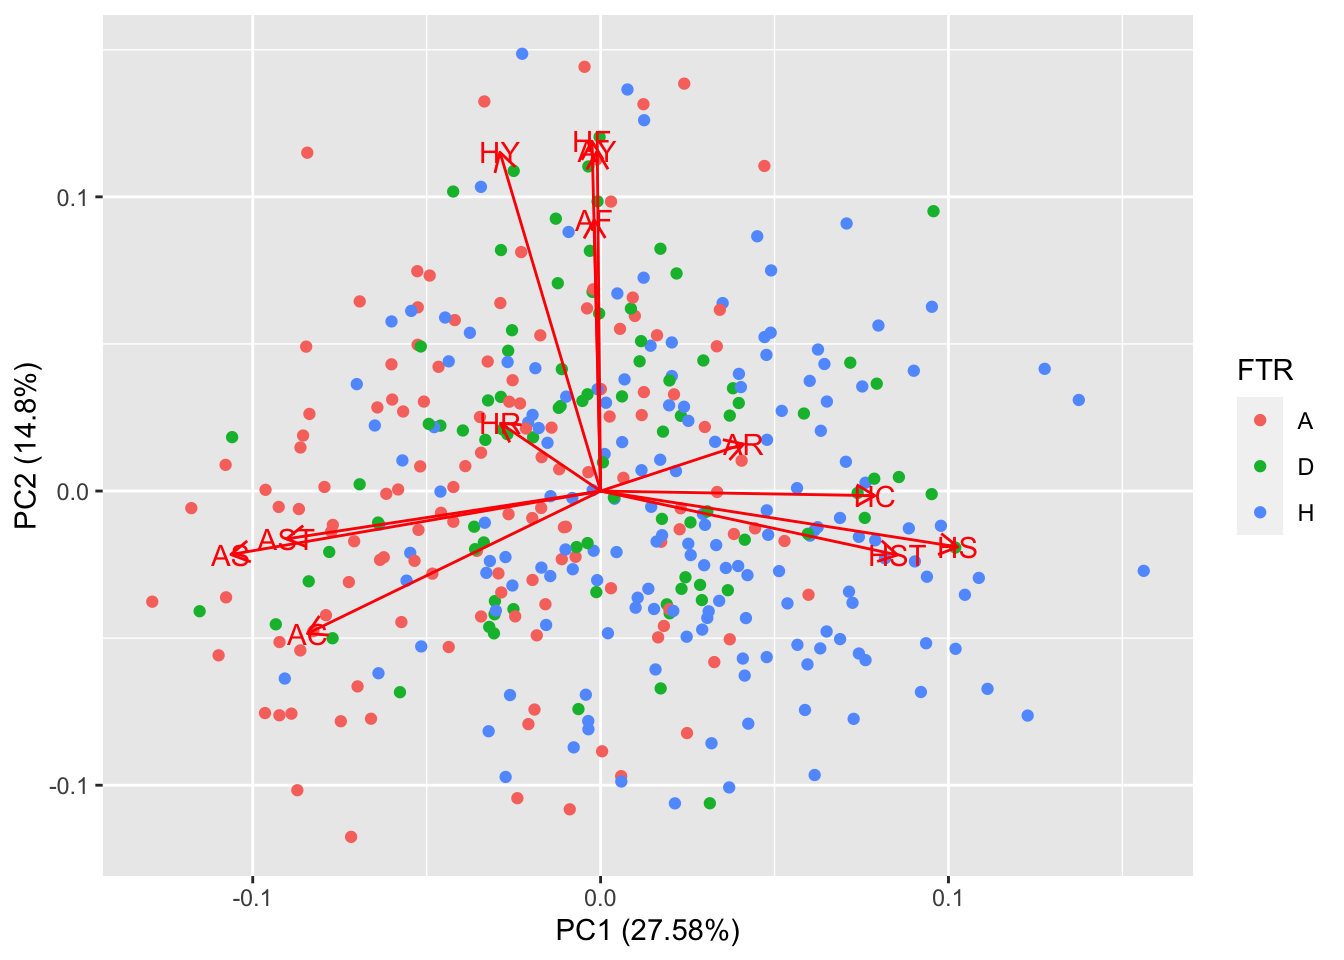 HY
HF
AY
AF
HR
AR
HC
AST
AS
HST
HS
AC
0.1
0.0
-0.1
-0.1
0.0
0.1
PC1 (27.58%)
PC2 (14.8%)
FTR
A
D
H